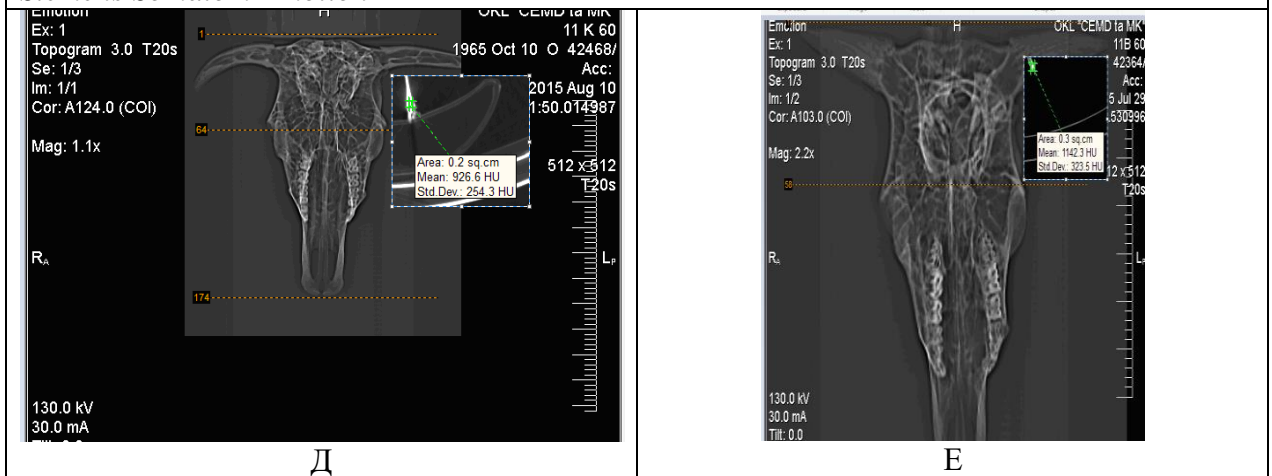 Emotion
H
OKL CEMD ta MK
Ex: 1
11 K 60
Topogram 3.0 T20s
1965 Oct 10 O 42468/
Se: 1/3
Acc:
Im: 1/1
2015 Aug 10
Cor: A124.0 (COI)
1:50.014987
Mag: 1.1x
1
64
174
Area: 0.2 sq.cm
Mean: 926.6 HU
Std.Dev.: 254.3 HU
512 x 512
T20s
R A
L P
130.0 kV
30.0 mA
Tilt: 0.0
Д
Emotion
H
OKL "CEMD ta MK"
Ex: 1
11B 60
Topogram 3.0 T20s
42364/
Se: 1/3
Acc:
Im: 1/2
5 Jul 29
Cor: A103.0 (COI)
.530996
Mag: 2.2x
58
Area: 0.3 sq.cm
Mean: 1142.3 HU
Std.Dev.: 323.5 HU
12 x 512
T20s
R A
L P
130.0 kV
30.0 mA
Tilt: 0.0
Е